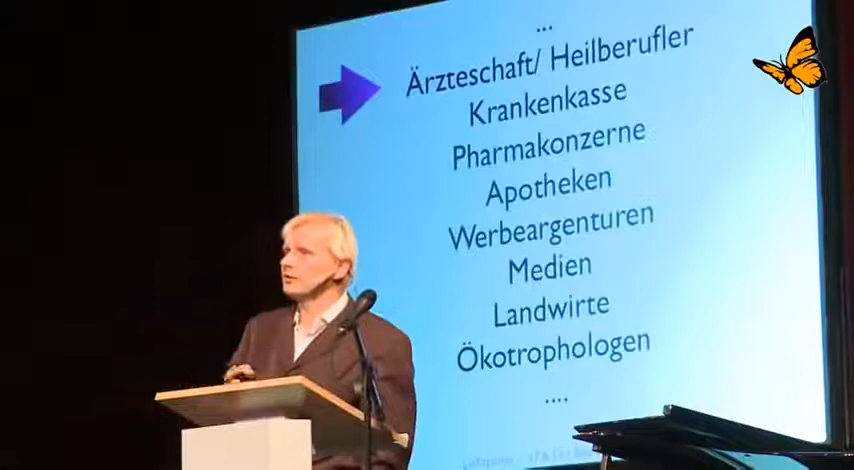 ...
Ärzteschaft/ Heilberufler
Krankenkasse
Pharmakonzerne
Apotheken
Werbeargenturen
Medien
Landwirte
Ökotrophologen
....